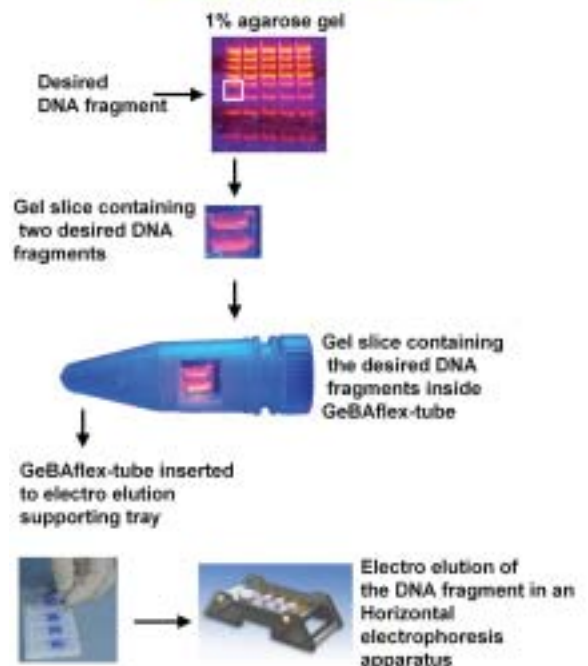 1% agarose gel
Desired
DNA fragment
Gel slice containing
two desired DNA
fragments
Gel slice containing
the desired DNA
fragments inside
GeBAflex-tube
GeBAflex-tube inserted
to electro elution
supporting tray
Electro elution of
the DNA fragment in an
Horizontal
electrophoresis
apparatus